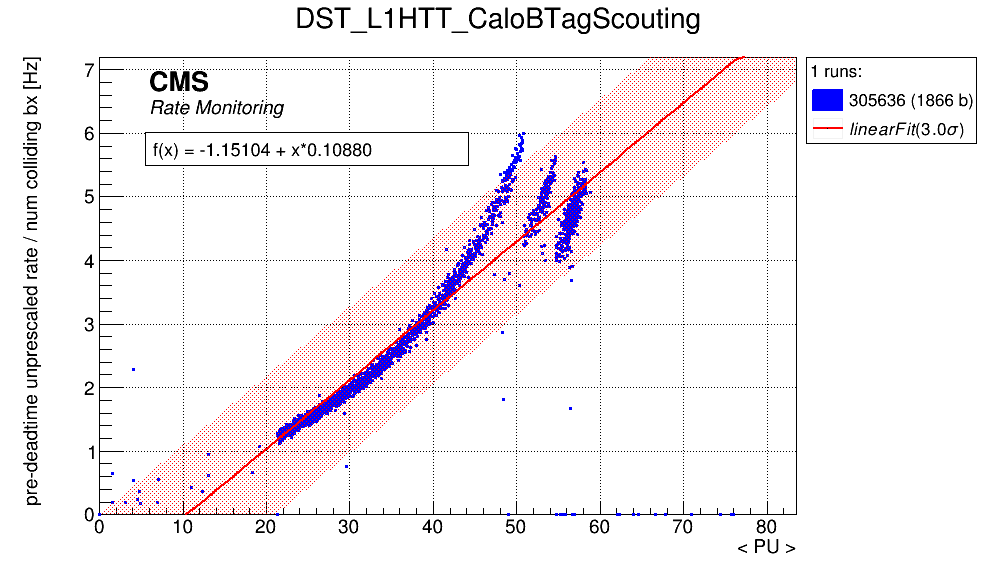 DST_L1HTT_CaloBTagScouting
pre-deadtime unprescaled rate / num colliding bx [Hz]
7
6
5
4
3
2
1
0
CMS
Rate Monitoring
f(x) = -1.15104 + x*0.10880
1 runs:
305636 (1866 b)
linearFit(3.0σ)
0 10 20 30 40 50 60 70 80
< PU >